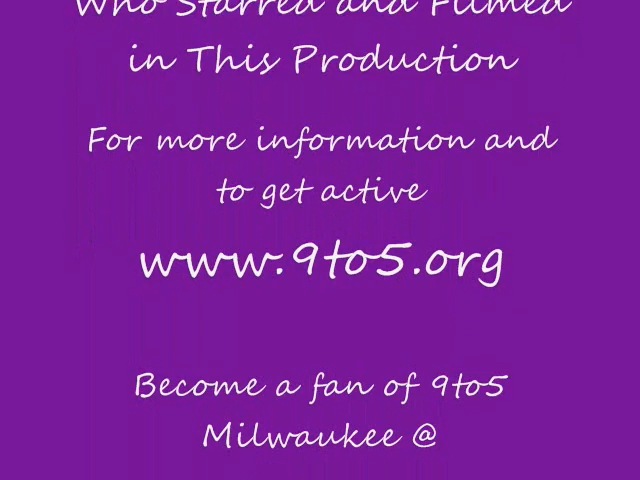 Who Starred and Filmed
in This Production
For more information and
to get active
www.9to5.org
Become a fan of 9to5
Milwaukee @